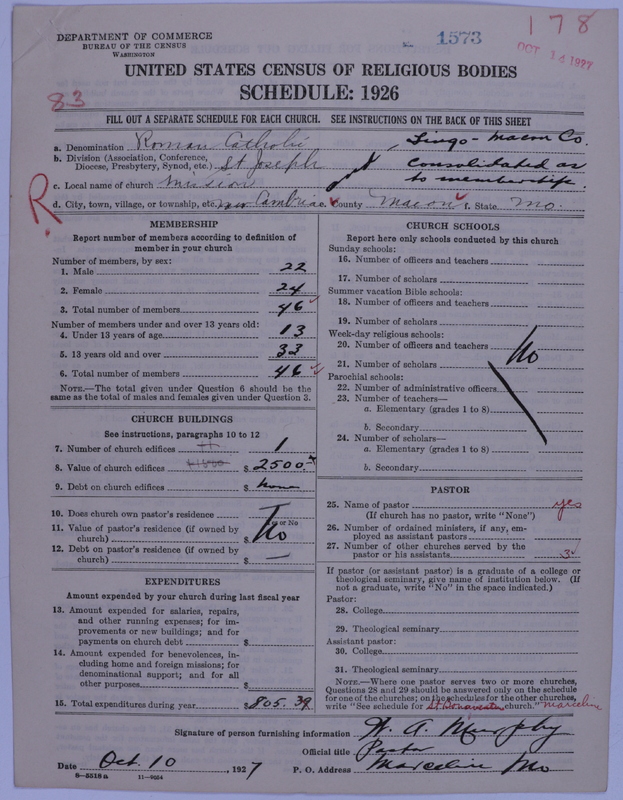 178
1573
OCT 14 1927
DEPARTMENT OF COMMERCE
BUREAU OF THE CENSUS
WASHINGTON
UNITED STATES CENSUS OF RELIGIOUS BODIES
SCHEDULE: 1926
83
FILL OUT A SEPARATE SCHEDULE FOR EACH CHURCH. SEE INSTRUCTIONS ON THE BACK OF THIS SHEET
a. Denomination Roman Catholic
Lingo - Macon Co.
b. Division (Association, Conference, Diocese, Presbytery, Synod, etc.) St Joseph
consolidated as
c. Local name of church Mission
to membership.
R
d. City, town, village, or township, etc. near Cambria e. County Macon f. State Mo.
MEMBERSHIP
Report number of members according to definition of member in your church
Number of members, by sex:
1. Male 22
2. Female 24
3. Total number of members 46
Number of members under and over 13 years old:
4. Under 13 years of age 13
5. 13 years old and over 33
6. Total number of members 46
NOTE.—The total given under Question 6 should be the same as the total of males and females given under Question 3.
CHURCH BUILDINGS
See instructions, paragraphs 10 to 12
7. Number of church edifices 1
8. Value of church edifices $1500 $ 2500.
9. Debt on church edifices $ none
10. Does church own pastor's residence
Yes or No
11. Value of pastor's residence (if owned by church) $ No
12. Debt on pastor's residence (if owned by church) $ —
EXPENDITURES
Amount expended by your church during last fiscal year
13. Amount expended for salaries, repairs, and other running expenses; for improvements or new buildings; and for payments on church debt $
14. Amount expended for benevolences, including home and foreign missions; for denominational support; and for all other purposes $
15. Total expenditures during year $ 805.39
CHURCH SCHOOLS
Report here only schools conducted by this church
Sunday schools:
16. Number of officers and teachers
17. Number of scholars
Summer vacation Bible schools:
18. Number of officers and teachers
19. Number of scholars
Week-day religious schools:
20. Number of officers and teachers No
21. Number of scholars
Parochial schools:
22. Number of administrative officers
23. Number of teachers—
a. Elementary (grades 1 to 8)
b. Secondary
24. Number of scholars—
a. Elementary (grades 1 to 8)
b. Secondary
PASTOR
25. Name of pastor yes
(If church has no pastor, write "None")
26. Number of ordained ministers, if any, employed as assistant pastors
27. Number of other churches served by the pastor or his assistants 3
If pastor (or assistant pastor) is a graduate of a college or theological seminary, give name of institution below. (If not a graduate, write "No" in the space indicated.)
Pastor:
28. College
29. Theological seminary
Assistant pastor:
30. College
31. Theological seminary
NOTE.—Where one pastor serves two or more churches, Questions 28 and 29 should be answered only on the schedule for one of the churches; on the schedules for the other churches, write "See schedule for St Bonaventure church." Marceline
Signature of person furnishing information W. A. Murphy
Official title Pastor
Date Oct. 10, 1927 P. O. Address Marceline Mo
8—5518 a 11—9254